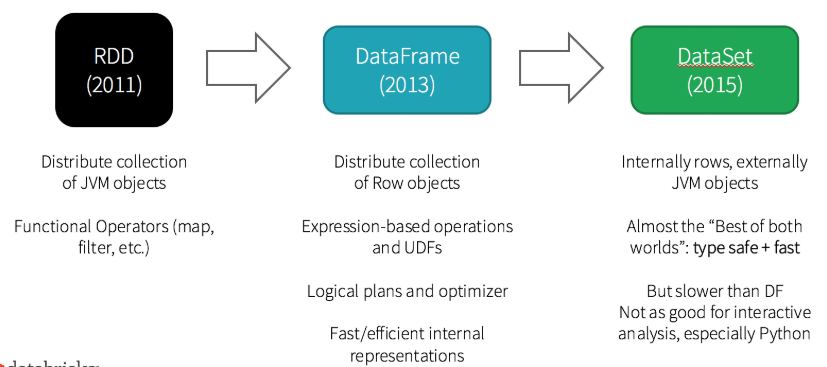 RDD
(2011)
DataFrame
(2013)
DataSet
(2015)
Distribute collection
of JVM objects
Functional Operators (map,
filter, etc.)
Distribute collection
of Row objects
Expression-based operations
and UDFs
Logical plans and optimizer
Fast/efficient internal
representations
Internally rows, externally
JVM objects
Almost the “Best of both
worlds”: type safe + fast
But slower than DF
Not as good for interactive
analysis, especially Python
databricks